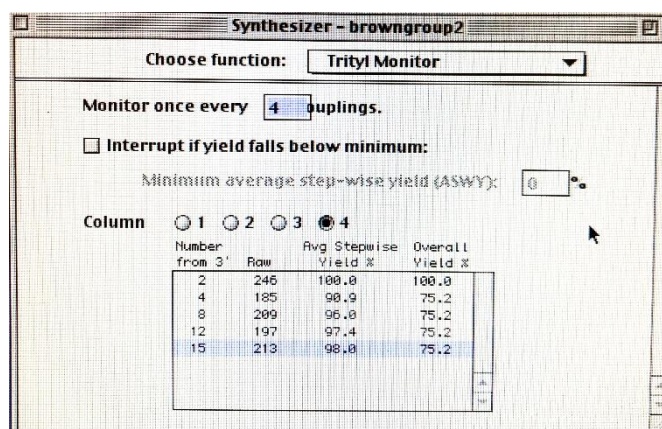 Synthesizer - browngroup2
Choose function: Trityl Monitor
Monitor once every 4 ouplings.
Interrupt if yield falls below minimum:
Minimum average step-wise yield (ASWY): 0 %
Column 1 2 3 4
Number Avg Stepwise Overall
from 3' Raw Yield % Yield %
2 246 100.0 100.0
4 185 90.9 75.2
8 209 96.0 75.2
12 197 97.4 75.2
15 213 98.0 75.2